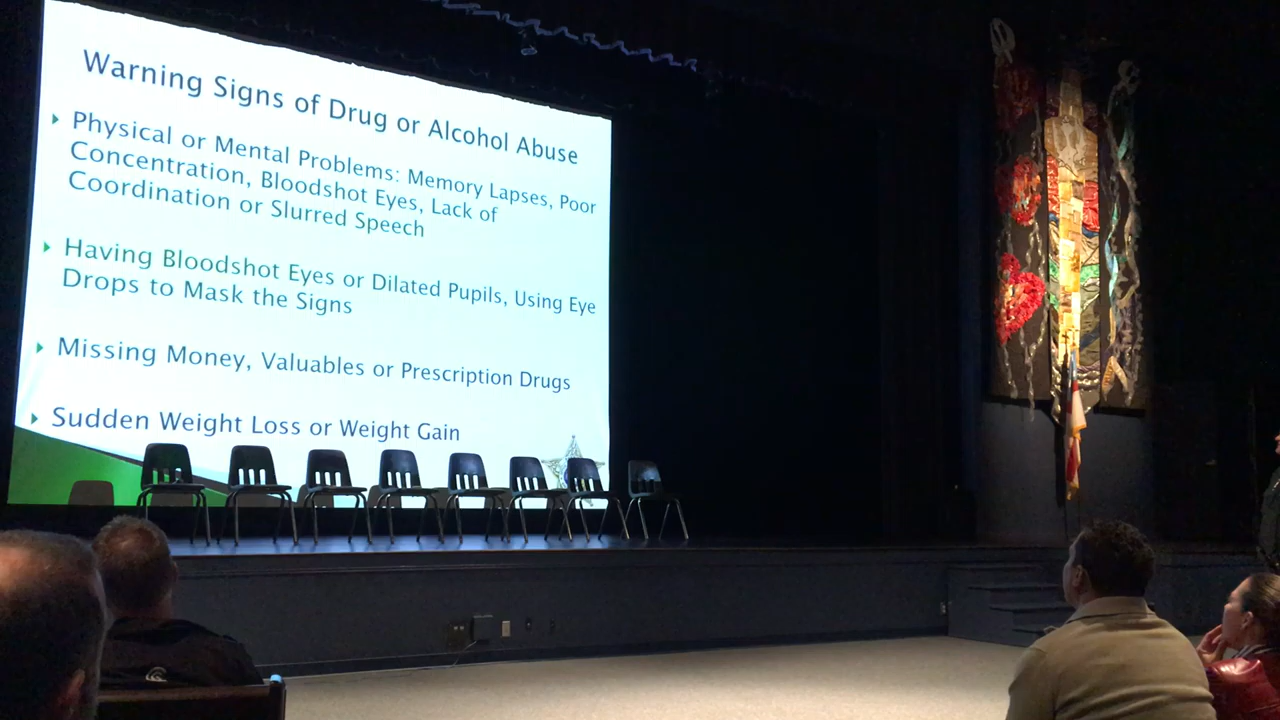 Warning Signs of Drug or Alcohol Abuse
Physical or Mental Problems: Memory Lapses, Poor
Concentration, Bloodshot Eyes, Lack of
Coordination or Slurred Speech
Having Bloodshot Eyes or Dilated Pupils, Using Eye
Drops to Mask the Signs
Missing Money, Valuables or Prescription Drugs
Sudden Weight Loss or Weight Gain